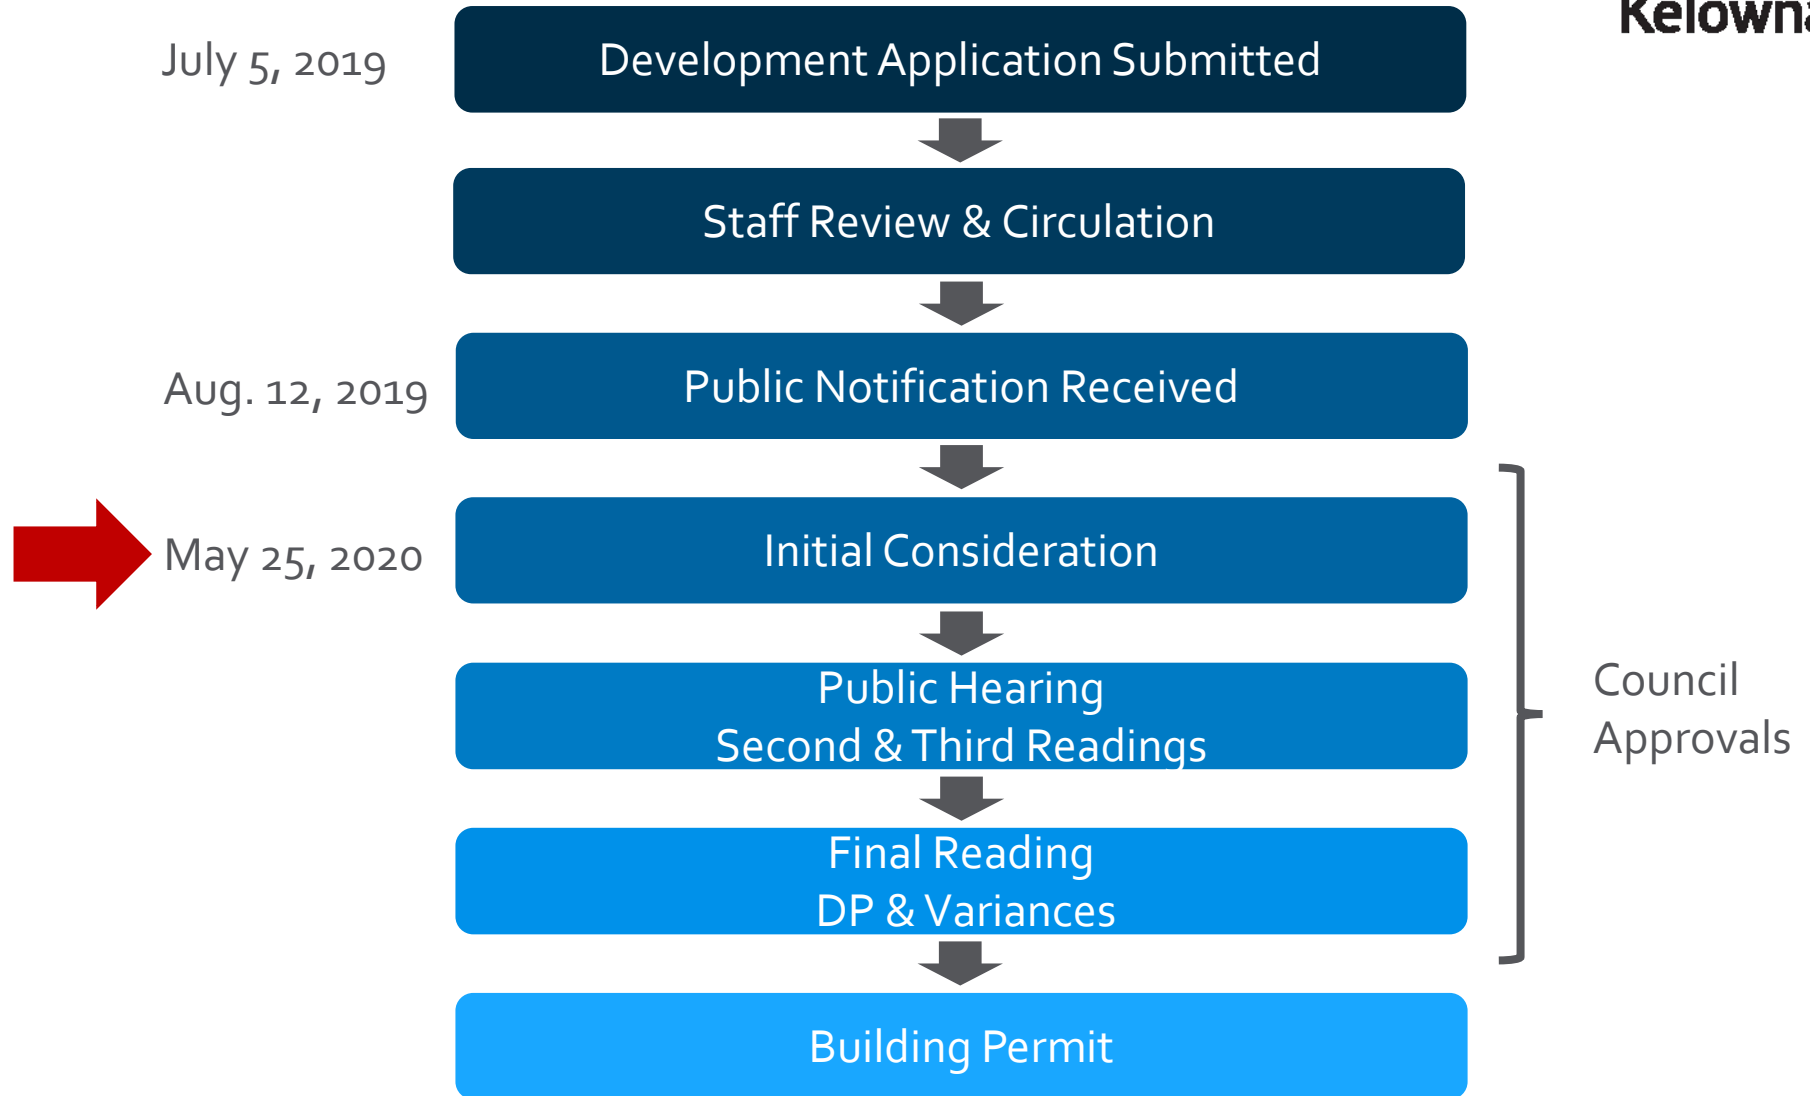 Kelowna
July 5, 2019
Development Application Submitted
Staff Review & Circulation
Aug. 12, 2019
Public Notification Received
May 25, 2020
Initial Consideration
Public Hearing
Second & Third Readings
Council
Approvals
Final Reading
DP & Variances
Building Permit